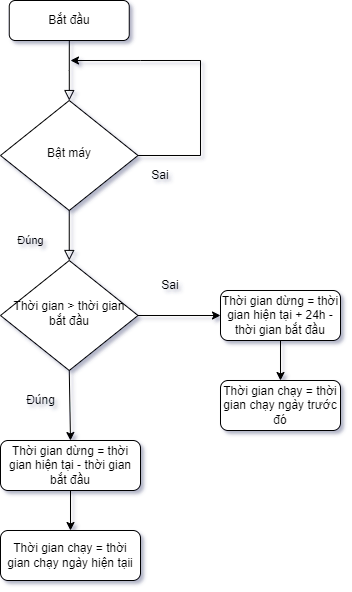 Bắt đầu
Bật máy
Sai
Đúng
Thời gian > thời gian
bắt đầu
Sai
Thời gian dừng = thời
gian hiện tại + 24h -
thời gian bắt đầu
Thời gian chạy = thời
gian chạy ngày trước
đó
Đúng
Thời gian dừng = thời
gian hiện tại - thời gian
bắt đầu
Thời gian chạy = thời
gian chạy ngày hiện tạii